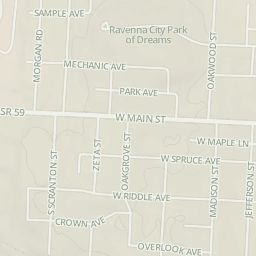 SAMPLE AVE
Ravenna City Park
of Dreams
MORGAN RD
OAKWOOD ST
MECHANIC AVE
PARK AVE
SR 59
W MAIN ST
W MAPLE LN
ZETA ST
OAKGROVE ST
W SPRUCE AVE
S SCRANTON ST
W RIDDLE AVE
MADISON ST
JEFFERSON ST
CROWN AVE
OVERLOOK AVE